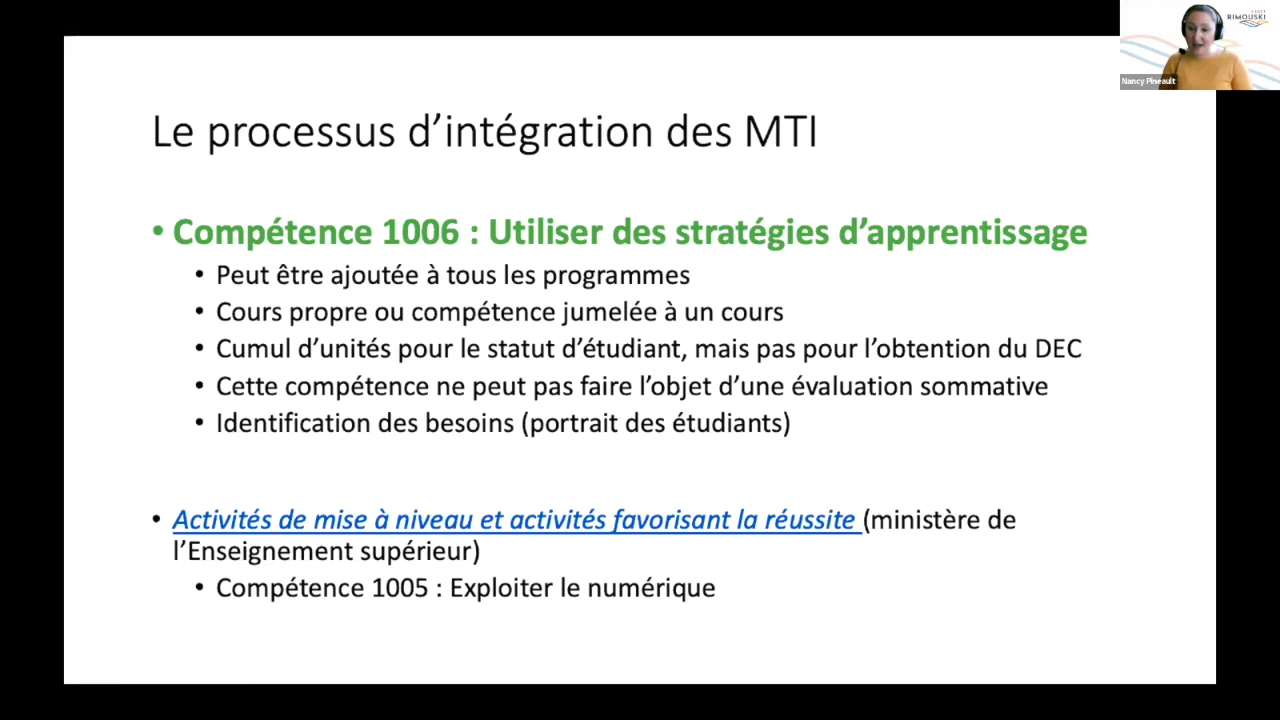 CÉGEP
RIMOUSKI
Nancy Pineault
Le processus d’intégration des MTI
• Compétence 1006 : Utiliser des stratégies d’apprentissage
• Peut être ajoutée à tous les programmes
• Cours propre ou compétence jumelée à un cours
• Cumul d’unités pour le statut d’étudiant, mais pas pour l’obtention du DEC
• Cette compétence ne peut pas faire l’objet d’une évaluation sommative
• Identification des besoins (portrait des étudiants)
• Activités de mise à niveau et activités favorisant la réussite (ministère de
l’Enseignement supérieur)
• Compétence 1005 : Exploiter le numérique